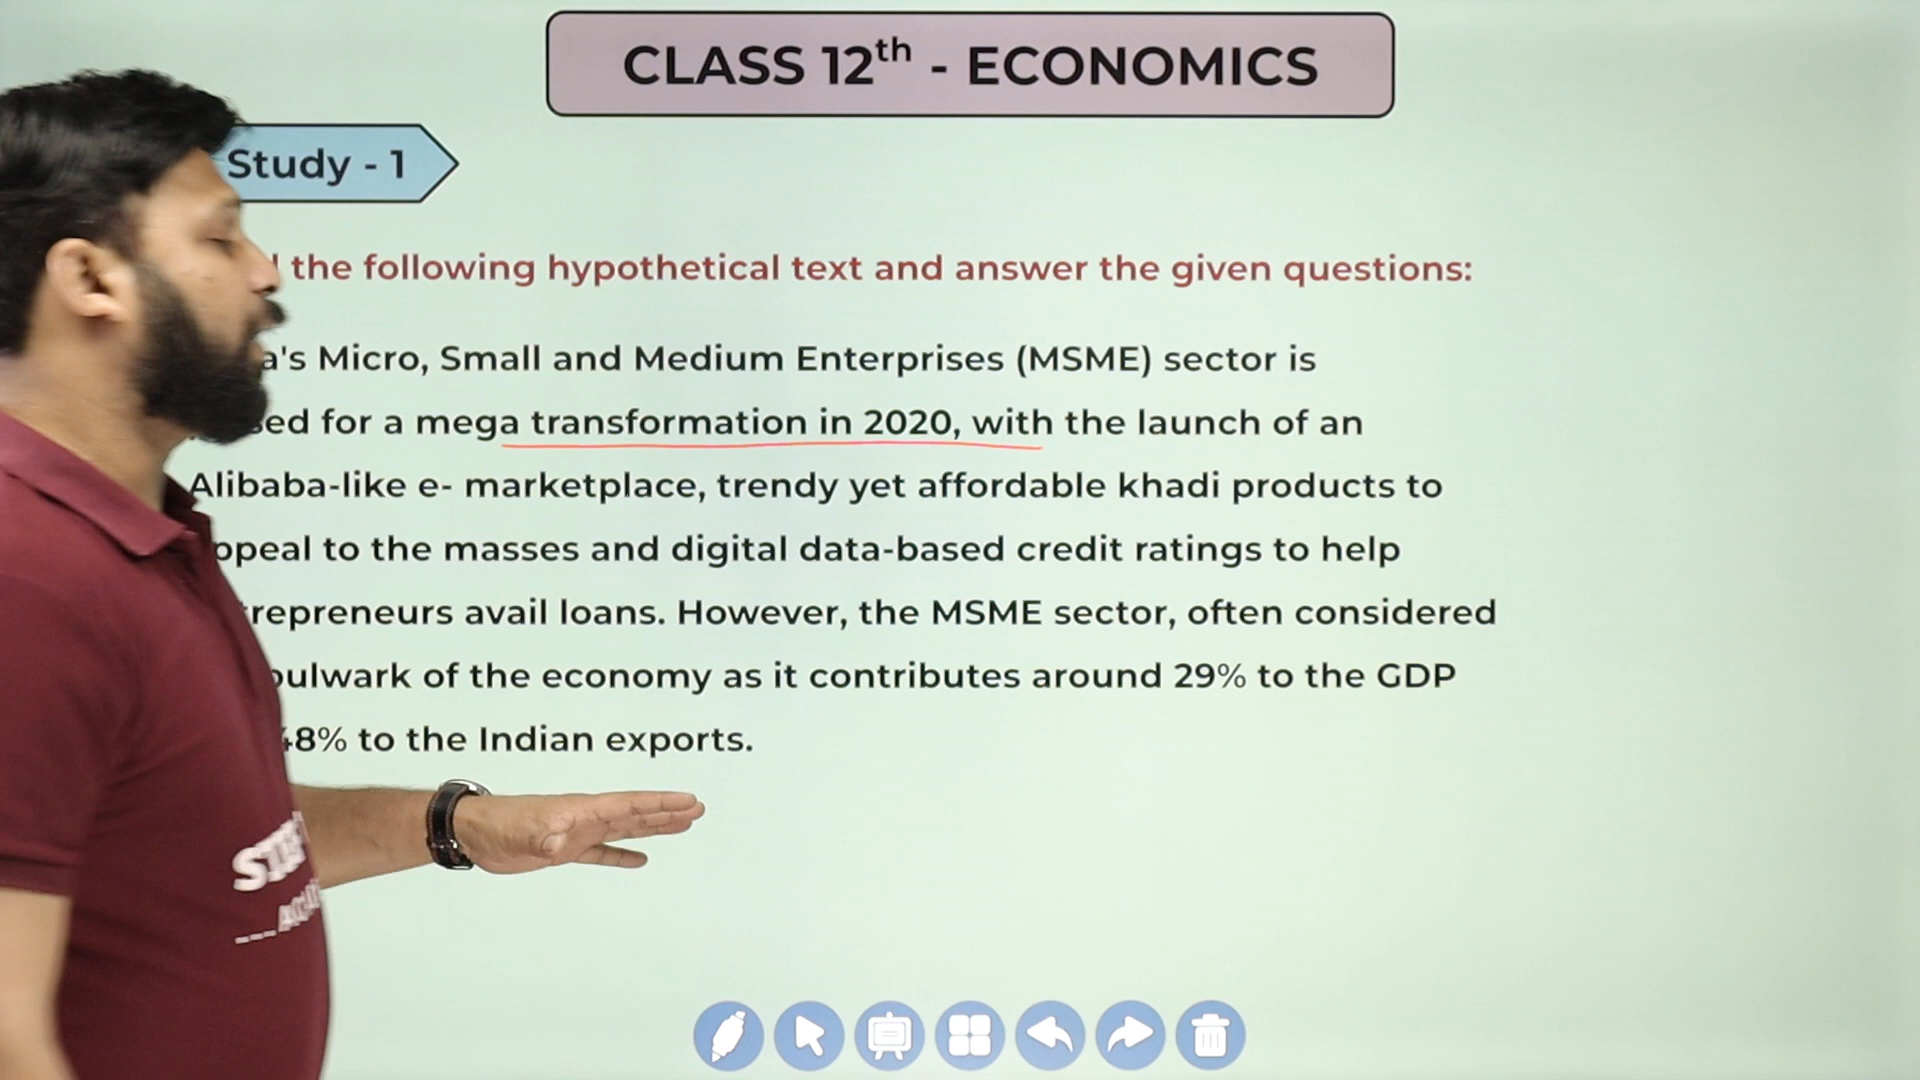 CLASS 12th - ECONOMICS
Study - 1
the following hypothetical text and answer the given questions:
a's Micro, Small and Medium Enterprises (MSME) sector is
for a mega transformation in 2020, with the launch of an
Alibaba-like e- marketplace, trendy yet affordable khadi products to
ppeal to the masses and digital data-based credit ratings to help
repreneurs avail loans. However, the MSME sector, often considered
bulwark of the economy as it contributes around 29% to the GDP
48% to the Indian exports.